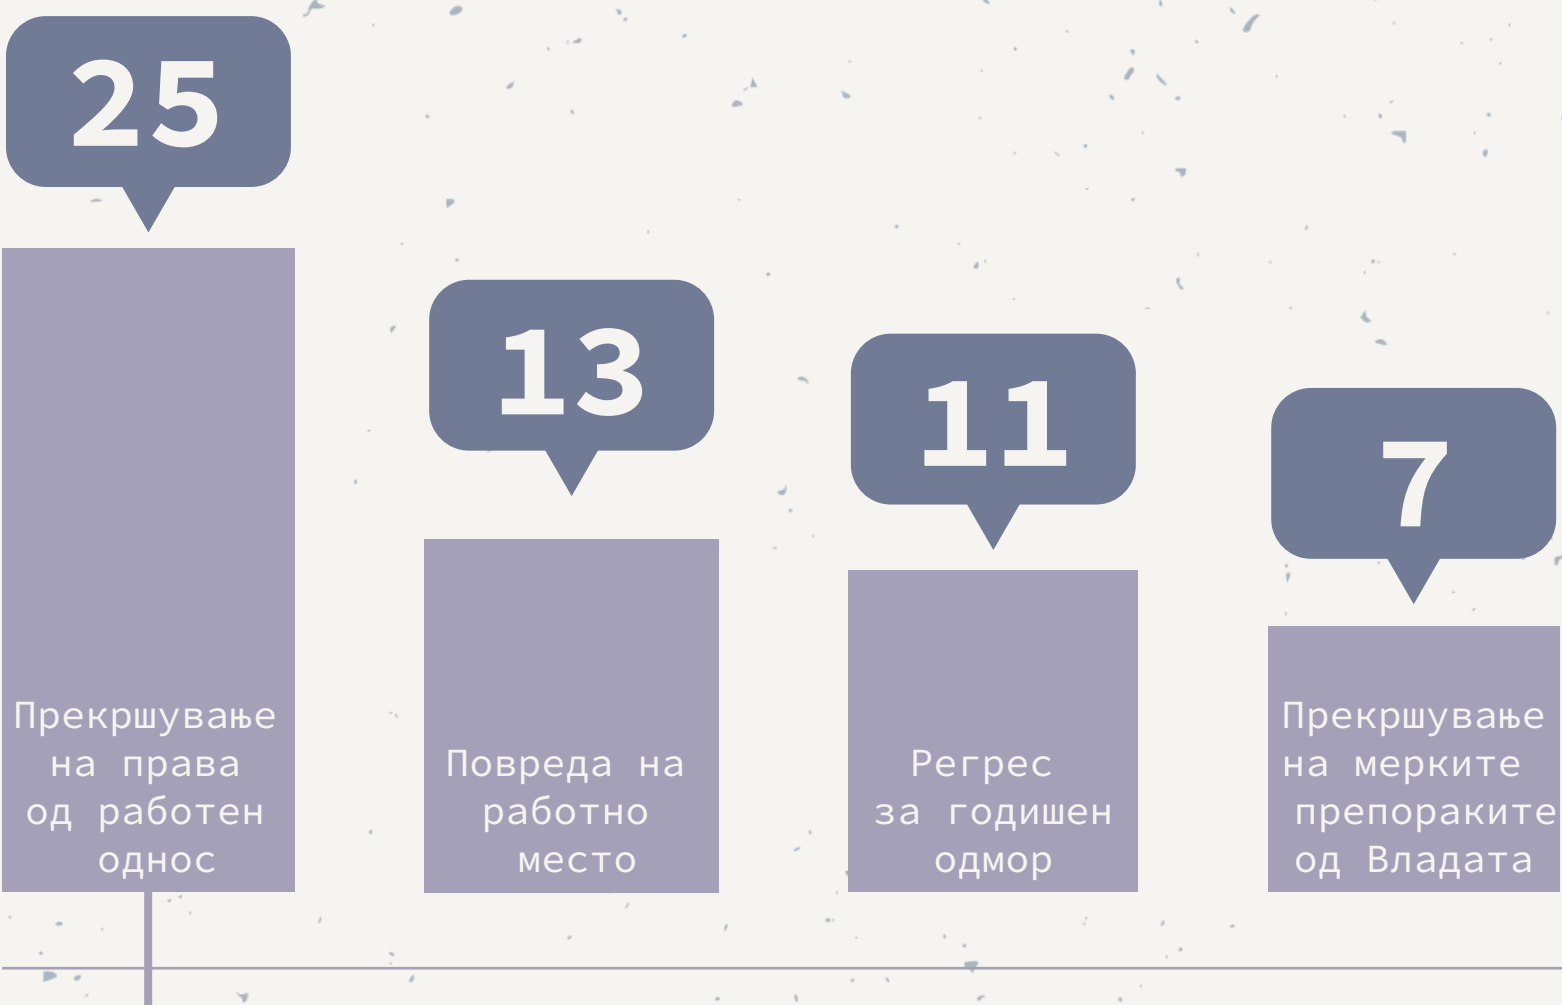 25
Прекршување
на права
од работен
однос
13
Повреда на
работно
место
11
Регрес
за годишен
одмор
7
Прекршување
на мерките
препораките
од Владата